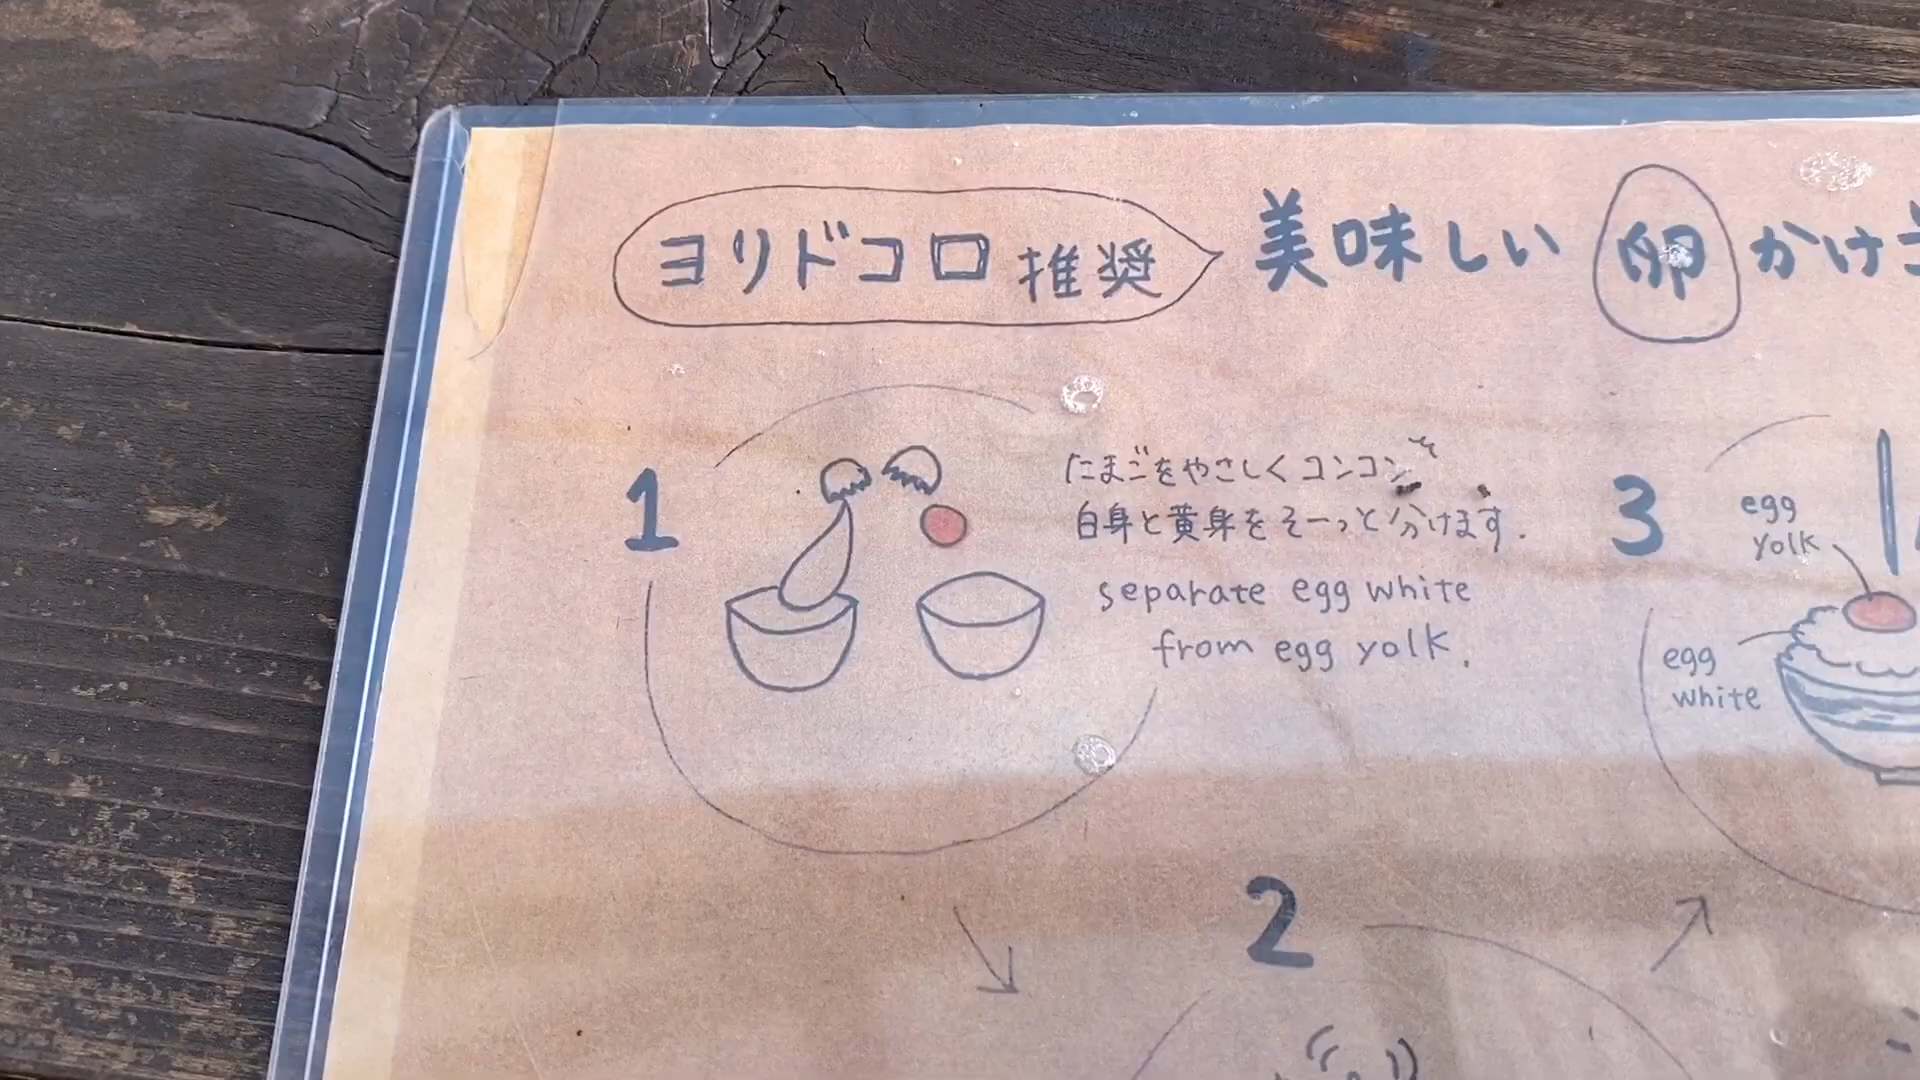 ヨリドコロ 推奨 美味しい 卵 かけ
1
たまごをやさしくコンコン
白身と黄身をそーっと分けます.
separate egg white
from egg yolk.
2
3
egg
yolk
egg
white